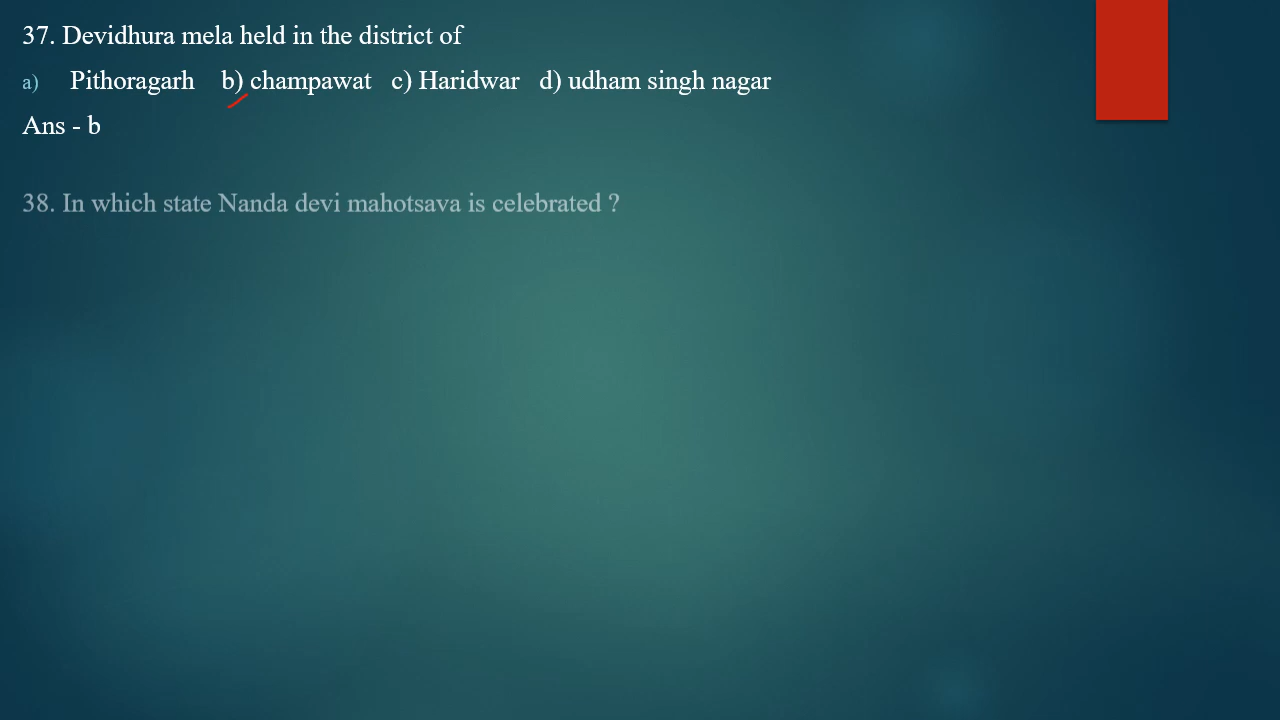 37. Devidhura mela held in the district of
a) Pithoragarh b) champawat c) Haridwar d) udham singh nagar
Ans - b
38. In which state Nanda devi mahotsava is celebrated ?